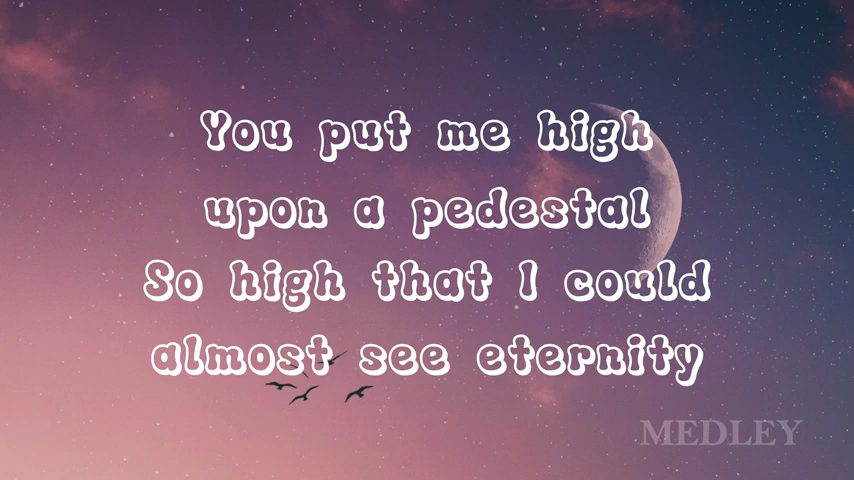 You put me high
upon a pedestal
So high that I could
almost see eternity
MEDLEY